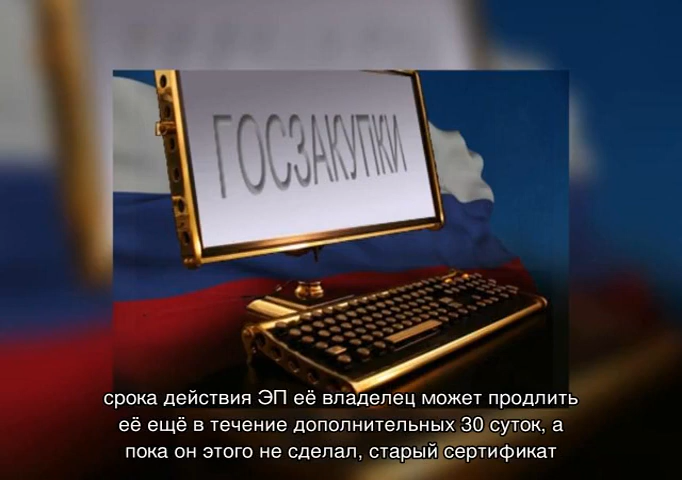 ГОСЗАКУПКИ
срока действия ЭП её владелец может продлить
её ещё в течение дополнительных 30 суток, а
пока он этого не сделал, старый сертификат